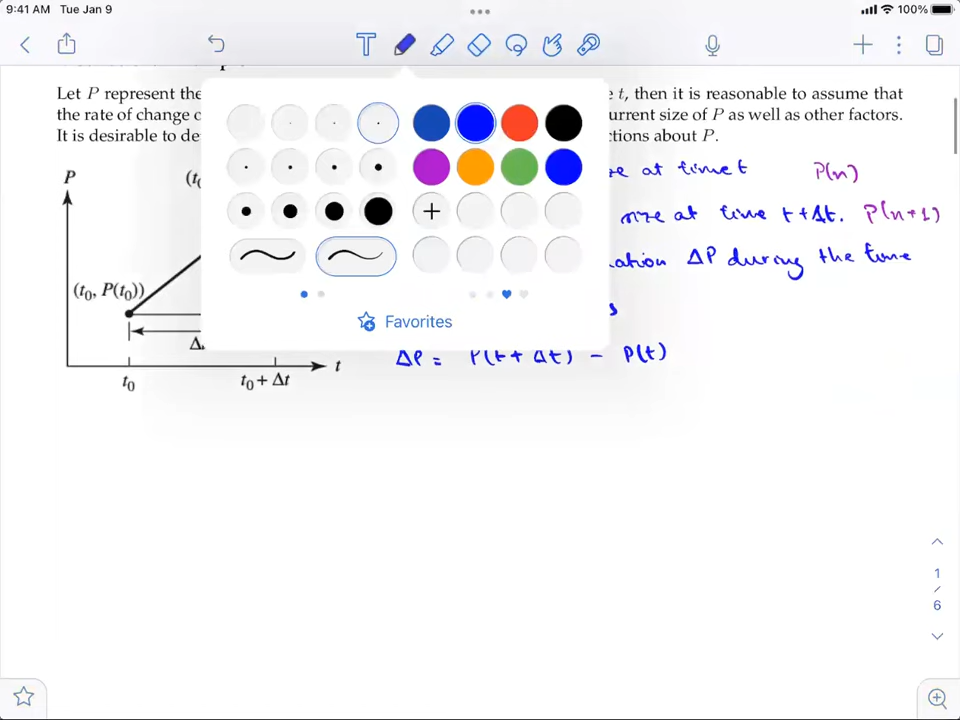 9:41 AM Tue Jan 9
100%
Let P represent the
e t, then it is reasonable to assume that
the rate of change o
urrent size of P as well as other factors.
It is desirable to de
ctions about P.
P
(t₀
at time t
P(n)
size at time t+Δt.
P(n+1)
ΔP during the time
(t₀, P(t₀))
Favorites
s
Δ
ΔP = P(t + Δt) - P(t)
t
t₀
t₀ + Δt
1
/
6